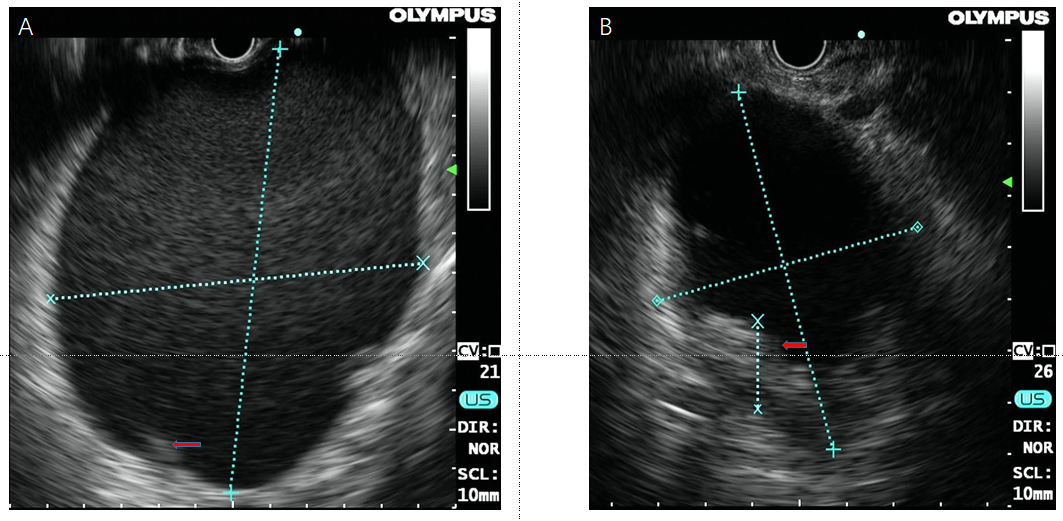 A
OLYMPUS
CV:□
21
US
DIR:
NOR
SCL:
10mm
B
OLYMPUS
CV:□
26
US
DIR:
NOR
SCL:
10mm